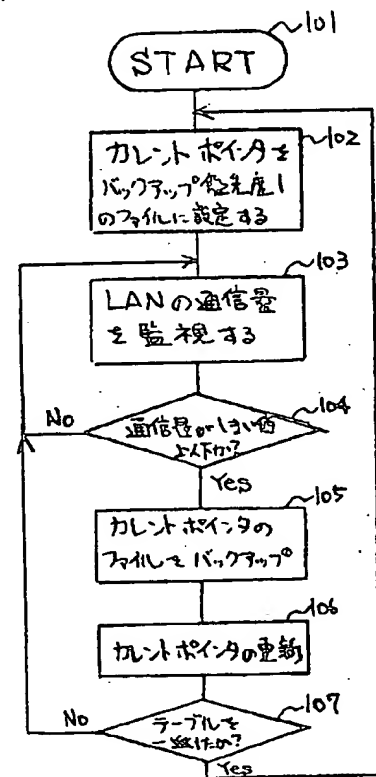 101
START
102
カレントポインタを
バックアップ優先度1
のファイルに設定する
103
LANの通信量
を監視する
104
No
通信量がしきい値
以下か?
Yes
105
カレントポインタの
ファイルをバックアップ
106
カレントポインタの更新
107
No
テーブルを
一巡したか?
Yes